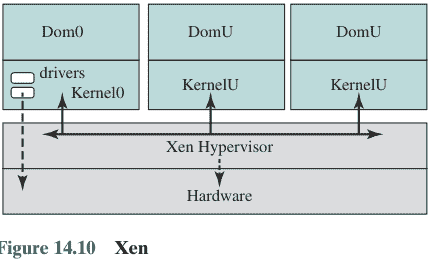 Dom0
DomU
DomU
drivers
Kernel0
KernelU
KernelU
Xen Hypervisor
Hardware
Figure 14.10 Xen